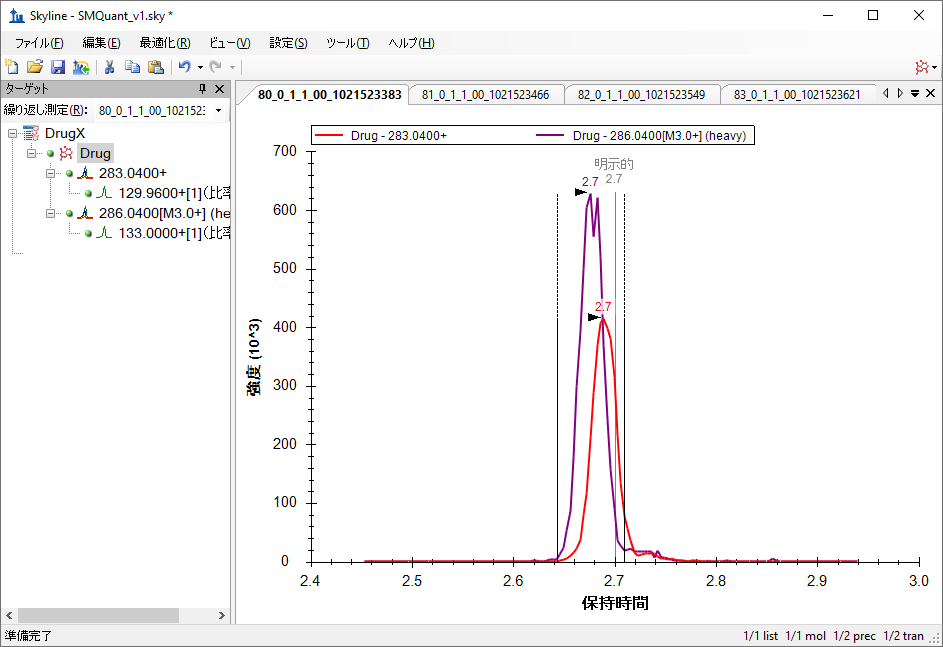 Skyline - SMQuant_v1.sky *
ファイル(F) 編集(E) 最適化(R) ビュー(V) 設定(S) ツール(T) ヘルプ(H)
ターゲット
繰り返し測定(R): 80_0_1_1_00_1021523
DrugX
Drug
283.0400+
129.9600+[1](比率
286.0400[M3.0+] (he
133.0000+[1](比率
80_0_1_1_00_1021523383 81_0_1_1_00_1021523466 82_0_1_1_00_1021523549 83_0_1_1_00_1021523621
Drug - 283.0400+ Drug - 286.0400[M3.0+] (heavy)
明示的
2.7
2.7
2.7
強度 (10^3)
700
600
500
400
300
200
100
0
2.4 2.5 2.6 2.7 2.8 2.9 3.0
保持時間
準備完了 1/1 list 1/1 mol 1/2 prec 1/2 tran